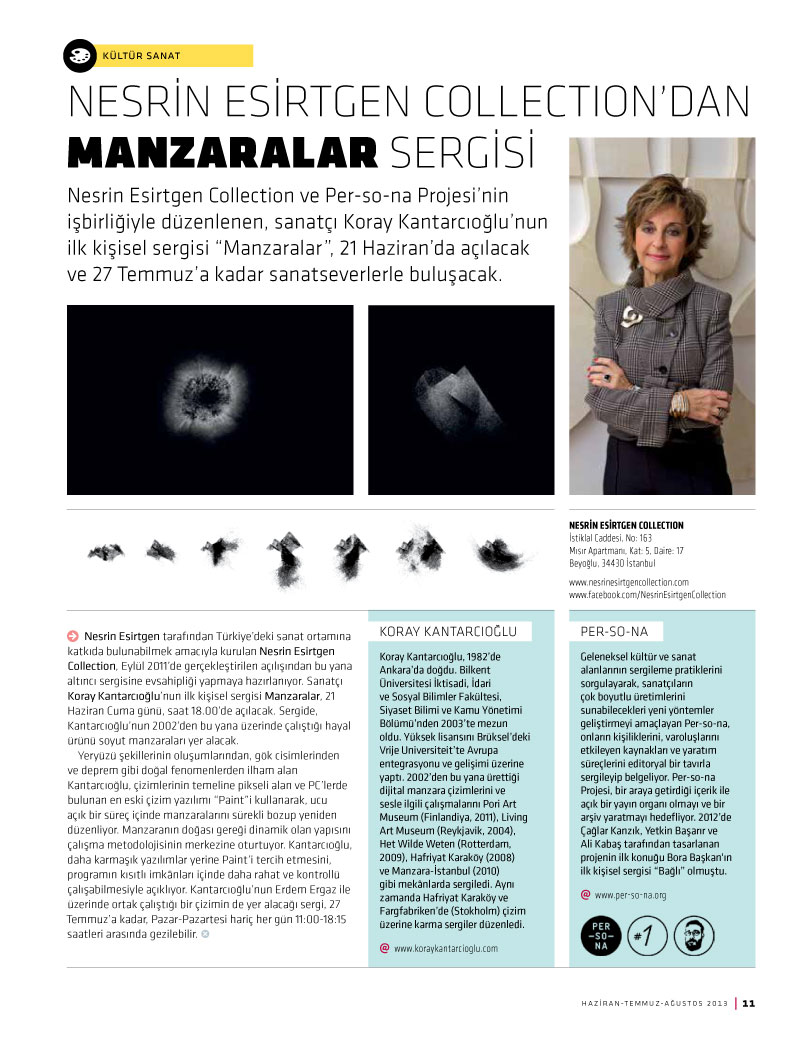 KÜLTÜR SANAT
NESRİN ESİRTGEN COLLECTION'DAN
MANZARALAR SERGİSİ
Nesrin Esirtgen Collection ve Per-so-na Projesi'nin
işbirliğiyle düzenlenen, sanatçı Koray Kantarcıoğlu'nun
ilk kişisel sergisi “Manzaralar”, 21 Haziran'da açılacak
ve 27 Temmuz'a kadar sanatseverlerle buluşacak.
NESRİN ESİRTGEN COLLECTION
İstiklal Caddesi, No: 163
Mısır Apartmanı, Kat: 5, Daire: 17
Beyoğlu, 34430 İstanbul
www.nesrinesirtgencollection.com
www.facebook.com/NesrinEsirtgenCollection
Nesrin Esirtgen tarafından Türkiye'deki sanat ortamına
katkıda bulunabilmek amacıyla kurulan Nesrin Esirtgen
Collection, Eylül 2011'de gerçekleştirilen açılışından bu yana
altıncı sergisine evsahipliği yapmaya hazırlanıyor. Sanatçı
Koray Kantarcıoğlu'nun ilk kişisel sergisi Manzaralar, 21
Haziran Cuma günü, saat 18.00'de açılacak. Sergide,
Kantarcıoğlu'nun 2002'den bu yana üzerinde çalıştığı hayal
ürünü soyut manzaraları yer alacak.
Yeryüzü şekillerinin oluşumlarından, gök cisimlerinden
ve deprem gibi doğal fenomenlerden ilham alan
Kantarcıoğlu, çizimlerinin temeline pikseli alan ve PC'lerde
bulunan en eski çizim yazılımı “Paint”i kullanarak, ucu
açık bir süreç içinde manzaralarını sürekli bozup yeniden
düzenliyor. Manzaranın doğası gereği dinamik olan yapısını
çalışma metodolojisinin merkezine oturtuyor. Kantarcıoğlu,
daha karmaşık yazılımlar yerine Paint'i tercih etmesini,
programın kısıtlı imkânları içinde daha rahat ve kontrollü
çalışabilmesiyle açıklıyor. Kantarcıoğlu'nun Erdem Ergaz ile
üzerinde ortak çalıştığı bir çizimin de yer alacağı sergi, 27
Temmuz'a kadar, Pazar-Pazartesi hariç her gün 11:00-18:15
saatleri arasında gezilebilir.
KORAY KANTARCIOĞLU
Koray Kantarcıoğlu, 1982'de
Ankara'da doğdu. Bilkent
Üniversitesi İktisadi, İdari
ve Sosyal Bilimler Fakültesi,
Siyaset Bilimi ve Kamu Yönetimi
Bölümü'nden 2003'te mezun
oldu. Yüksek lisansını Brüksel'deki
Vrije Universiteit'te Avrupa
entegrasyonu ve gelişimi üzerine
yaptı. 2002'den bu yana ürettiği
dijital manzara çizimlerini ve
sesle ilgili çalışmalarını Pori Art
Museum (Finlandiya, 2011), Living
Art Museum (Reykjavik, 2004),
Het Wilde Weten (Rotterdam,
2009), Hafriyat Karaköy (2008)
ve Manzara-İstanbul (2010)
gibi mekânlarda sergiledi. Aynı
zamanda Hafriyat Karaköy ve
Fargfabriken'de (Stokholm) çizim
üzerine karma sergiler düzenledi.
@ www.koraykantarcioglu.com
PER-SO-NA
Geleneksel kültür ve sanat
alanlarının sergileme pratiklerini
sorgulayarak, sanatçıların
çok boyutlu üretimlerini
sunabilecekleri yeni yöntemler
geliştirmeyi amaçlayan Per-so-na,
onların kişiliklerini, varoluşlarını
etkileyen kaynakları ve yaratım
süreçlerini editoryal bir tavırla
sergileyip belgeliyor. Per-so-na
Projesi, bir araya getirdiği içerik ile
açık bir yayın organı olmayı ve bir
arşiv yaratmayı hedefliyor. 2012'de
Çağlar Kanzık, Yetkin Başarır ve
Ali Kabaş tarafından tasarlanan
projenin ilk konuğu Bora Başkan'ın
ilk kişisel sergisi “Bağlı” olmuştu.
@ www.per-so-na.org
PER
-SO-
NA
#1
HAZİRAN-TEMMUZ-AĞUSTOS 2013 | 11